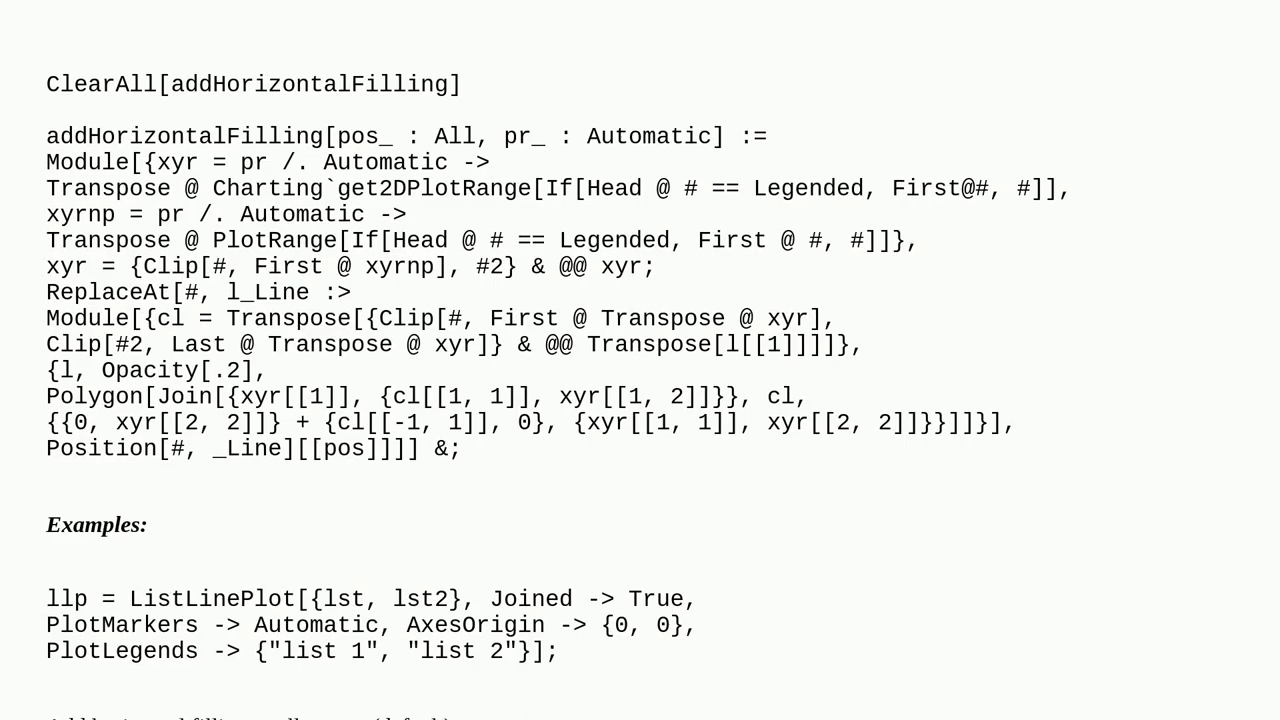 ClearAll[addHorizontalFilling]
addHorizontalFilling[pos_ : All, pr_ : Automatic] :=
Module[{xyr = pr /. Automatic ->
Transpose @ Charting`get2DPlotRange[If[Head @ # == Legended, First@#, #]],
xyrnp = pr /. Automatic ->
Transpose @ PlotRange[If[Head @ # == Legended, First @ #, #]]},
xyr = {Clip[#, First @ xyrnp], #2} & @@ xyr;
ReplaceAt[#, l_Line :>
Module[{cl = Transpose[{Clip[#, First @ Transpose @ xyr],
Clip[#2, Last @ Transpose @ xyr]} & @@ Transpose[l[[1]]]]},
{l, Opacity[.2],
Polygon[Join[{xyr[[1]], {cl[[1, 1]], xyr[[1, 2]]}}, cl,
{{0, xyr[[2, 2]]} + {cl[[-1, 1]], 0}, {xyr[[1, 1]], xyr[[2, 2]]}}]]}],
Position[#, _Line][[pos]]]] &;
Examples:
llp = ListLinePlot[{lst, lst2}, Joined -> True,
PlotMarkers -> Automatic, AxesOrigin -> {0, 0},
PlotLegends -> {"list 1", "list 2"}];